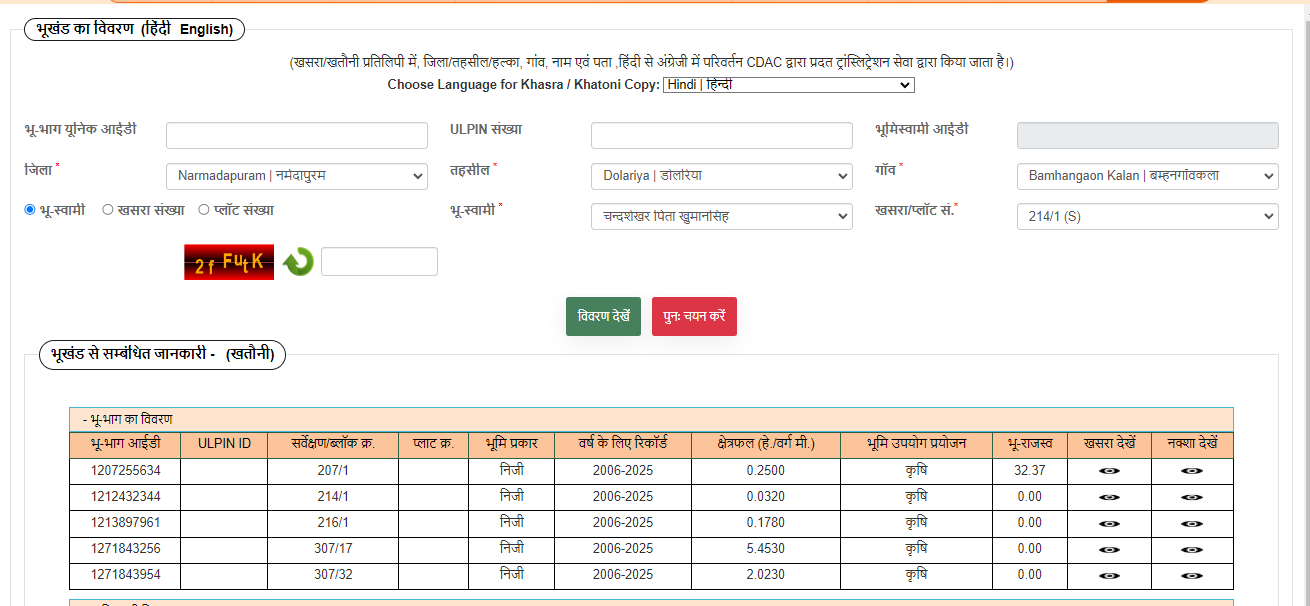 भूखंड का विवरण (हिंदी English)
(खसरा/खतौनी प्रतिलिपी में, जिला/तहसील/हल्का, गांव, नाम एवं पता ,हिंदी से अंग्रेजी में परिवर्तन CDAC द्वारा प्रदत ट्रांस्लिट्रेशन सेवा द्वारा किया जाता है।)
Choose Language for Khasra / Khatoni Copy: Hindi | हिन्दी
भू-भाग यूनिक आईडी ULPIN संख्या भूमिस्वामी आईडी
जिला * Narmadapuram | नर्मदापुरम तहसील * Dolariya | डोलरिया गाँव * Bamhangaon Kalan | बम्हनगाँवकला
भू-स्वामी खसरा संख्या प्लॉट संख्या भू-स्वामी * चन्दशेखर पिता खुमानसिंह खसरा/प्लॉट सं.* 214/1 (S)
2f FutK
विवरण देखें पुनः चयन करें
भूखंड से सम्बंधित जानकारी - (खतौनी)
- भू-भाग का विवरण
भू-भाग आईडी ULPIN ID सर्वेक्षण/ब्लॉक क्र. प्लाट क्र. भूमि प्रकार वर्ष के लिए रिकॉर्ड क्षेत्रफल (हे./वर्ग मी.) भूमि उपयोग प्रयोजन भू-राजस्व खसरा देखें नक्शा देखें
1207255634 207/1 निजी 2006-2025 0.2500 कृषि 32.37
1212432344 214/1 निजी 2006-2025 0.0320 कृषि 0.00
1213897961 216/1 निजी 2006-2025 0.1780 कृषि 0.00
1271843256 307/17 निजी 2006-2025 5.4530 कृषि 0.00
1271843954 307/32 निजी 2006-2025 2.0230 कृषि 0.00